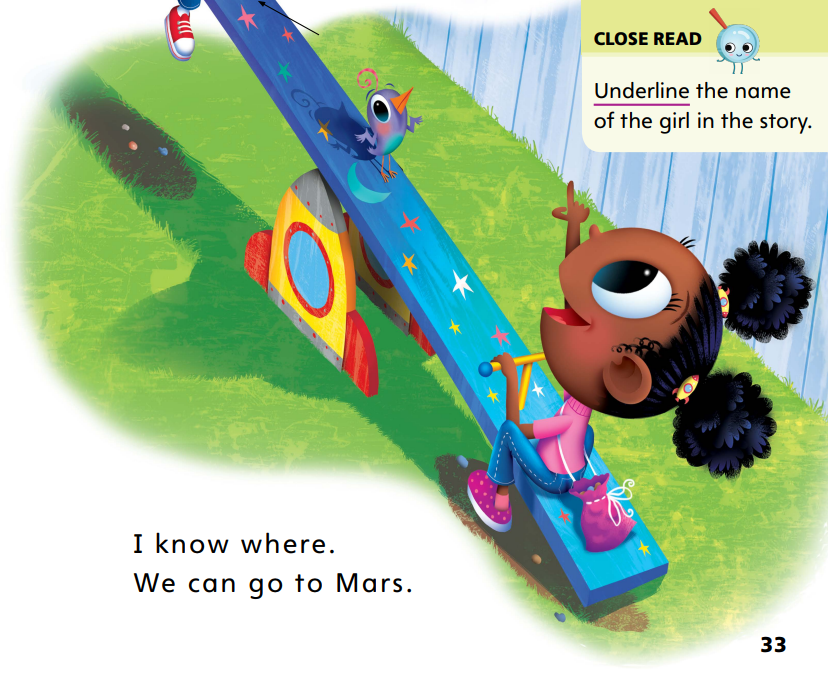 CLOSE READ
Underline the name
of the girl in the story.
I know where.
We can go to Mars.
33